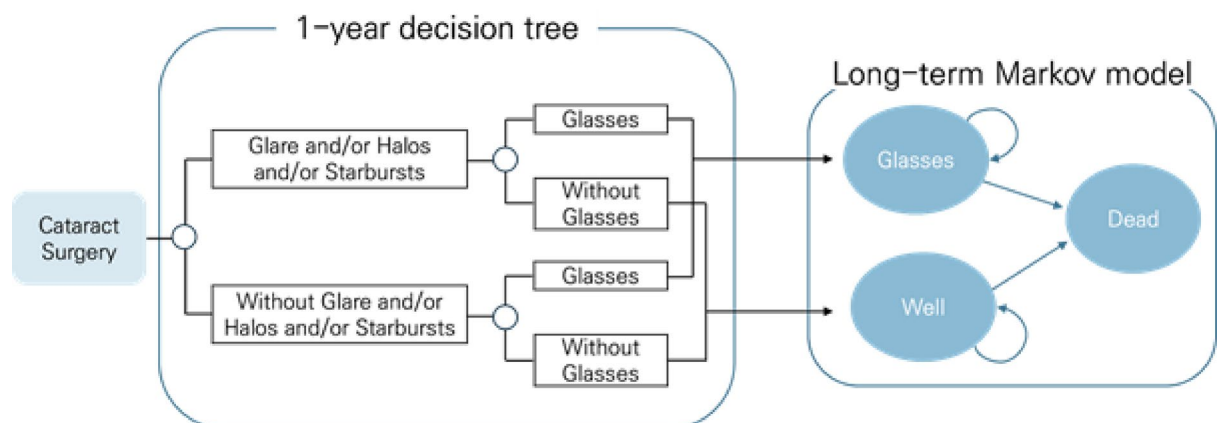 1-year decision tree
Long-term Markov model
Cataract
Surgery
Glare and/or Halos
and/or Starbursts
Without Glare and/or
Halos and/or Starbursts
Glasses
Without
Glasses
Glasses
Without
Glasses
Glasses
Well
Dead